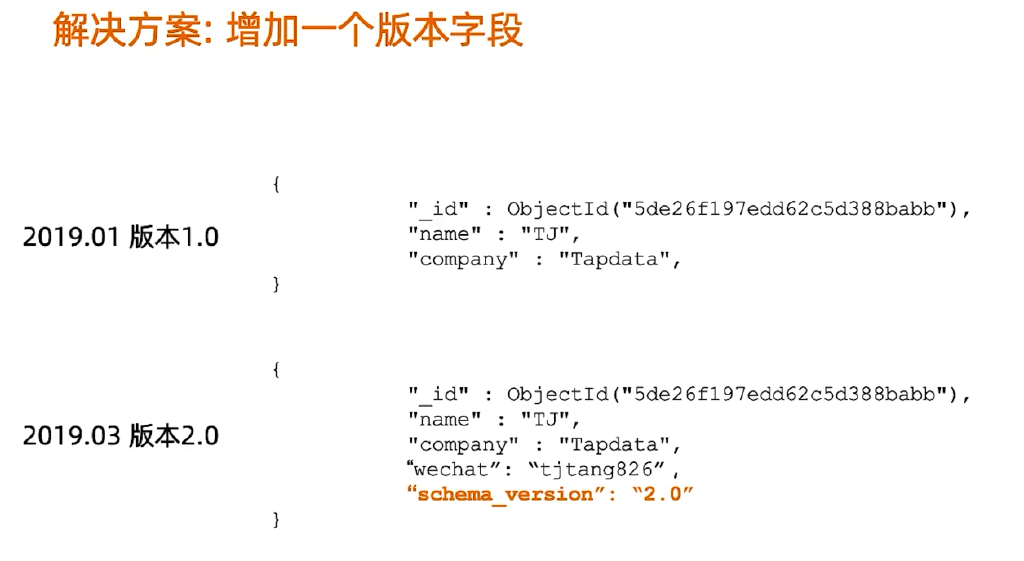 解决方案: 增加一个版本字段
2019.01 版本1.0
{
"_id" : ObjectId("5de26f197edd62c5d388babb"),
"name" : "TJ",
"company" : "Tapdata",
}
2019.03 版本2.0
{
"_id" : ObjectId("5de26f197edd62c5d388babb"),
"name" : "TJ",
"company" : "Tapdata",
“wechat”: “tjtang826”,
“schema_version”: “2.0”
}